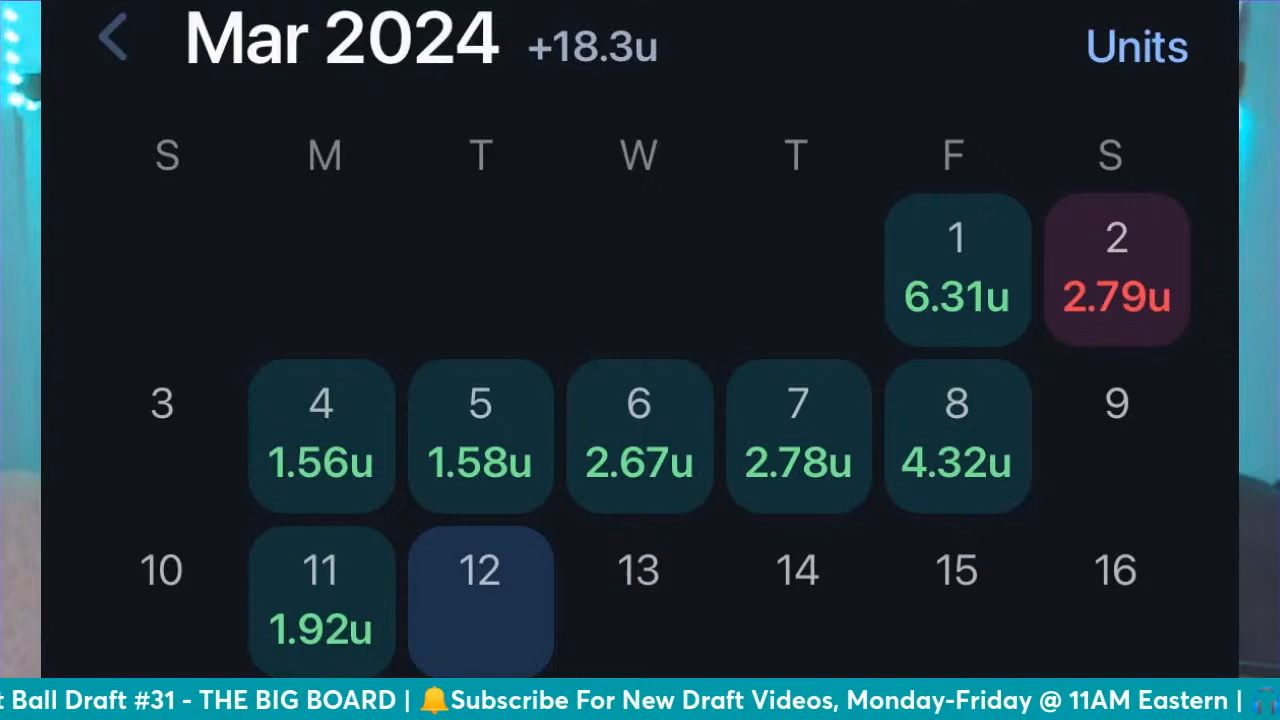 Mar 2024 +18.3u Units
S M T W T F S
1 2
6.31u 2.79u
3 4 5 6 7 8 9
1.56u 1.58u 2.67u 2.78u 4.32u
10 11 12 13 14 15 16
1.92u
Ball Draft #31 - THE BIG BOARD | 🔔Subscribe For New Draft Videos, Monday-Friday @ 11AM Eastern |